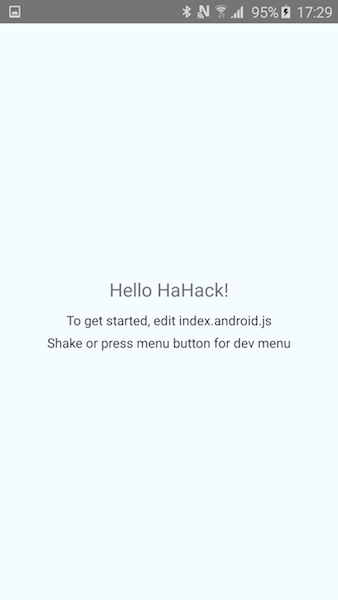 95% 17:29
Hello HaHack!
To get started, edit index.android.js
Shake or press menu button for dev menu